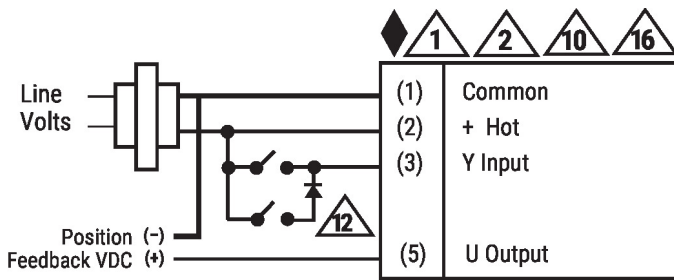 1 2 10 16
Line
Volts
(1) Common
(2) + Hot
(3) Y Input
12
Position (-)
Feedback VDC (+)
(5) U Output